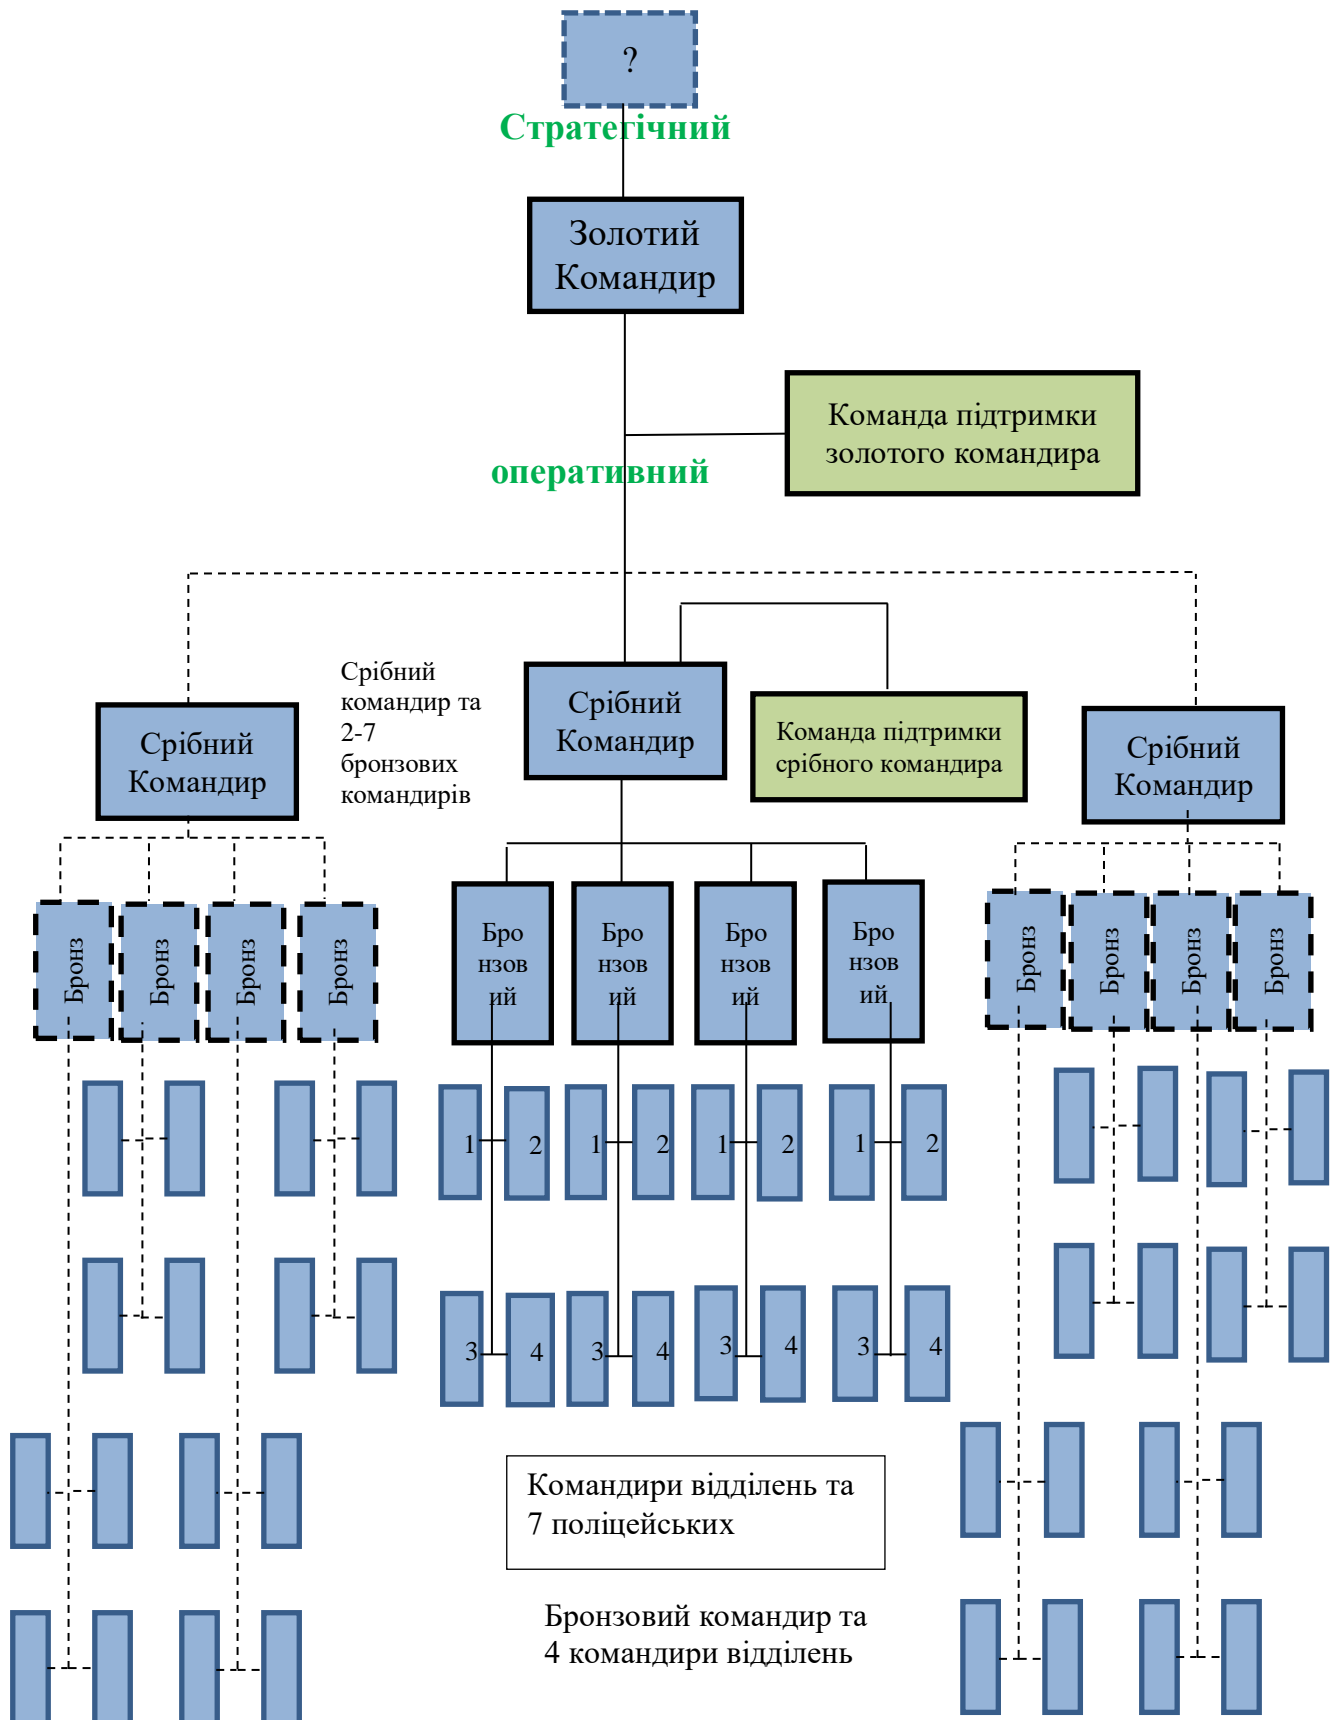 ?
Стратегічний
Золотий
Командир
Команда підтримки
золотого командира
оперативний
Срібний
командир та
2-7
бронзових
командирів
Срібний
Командир
Команда підтримки
срібного командира
Срібний
Командир
Срібний
Командир
Бронз
Бронз
Бронз
Бронз
Бро
нзов
ий
Бро
нзов
ий
Бро
нзов
ий
Бро
нзов
ий
Бронз
Бронз
Бронз
Бронз
1 2 1 2 1 2 1 2
3 4 3 4 3 4 3 4
Командири відділень та
7 поліцейських
Бронзовий командир та
4 командири відділень